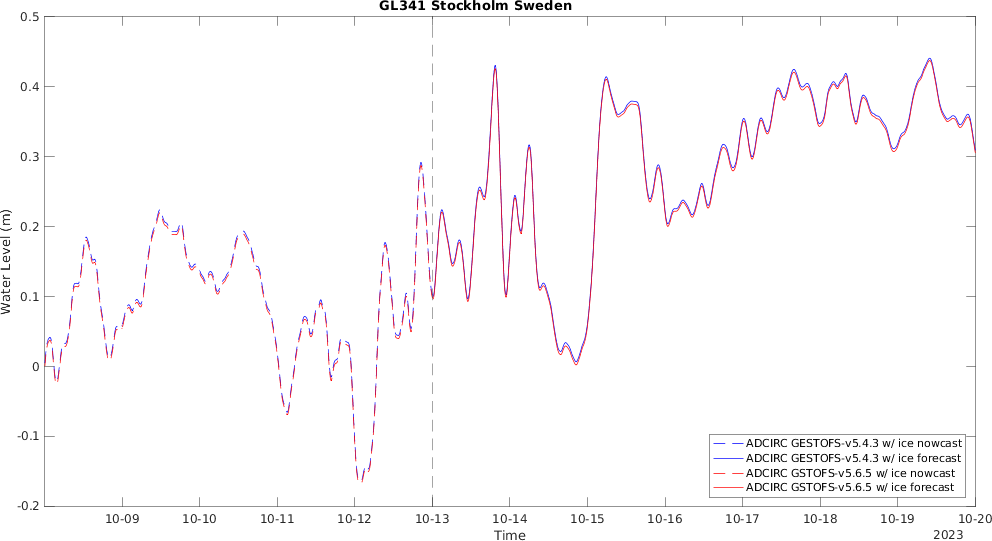 GL341 Stockholm Sweden
0.5
0.4
0.3
0.2
0.1
0
-0.1
-0.2
Water Level (m)
ADCIRC GESTOFS-v5.4.3 w/ ice nowcast
ADCIRC GESTOFS-v5.4.3 w/ ice forecast
ADCIRC GSTOFS-v5.6.5 w/ ice nowcast
ADCIRC GSTOFS-v5.6.5 w/ ice forecast
10-09 10-10 10-11 10-12 10-13 10-14 10-15 10-16 10-17 10-18 10-19 10-20
Time
2023